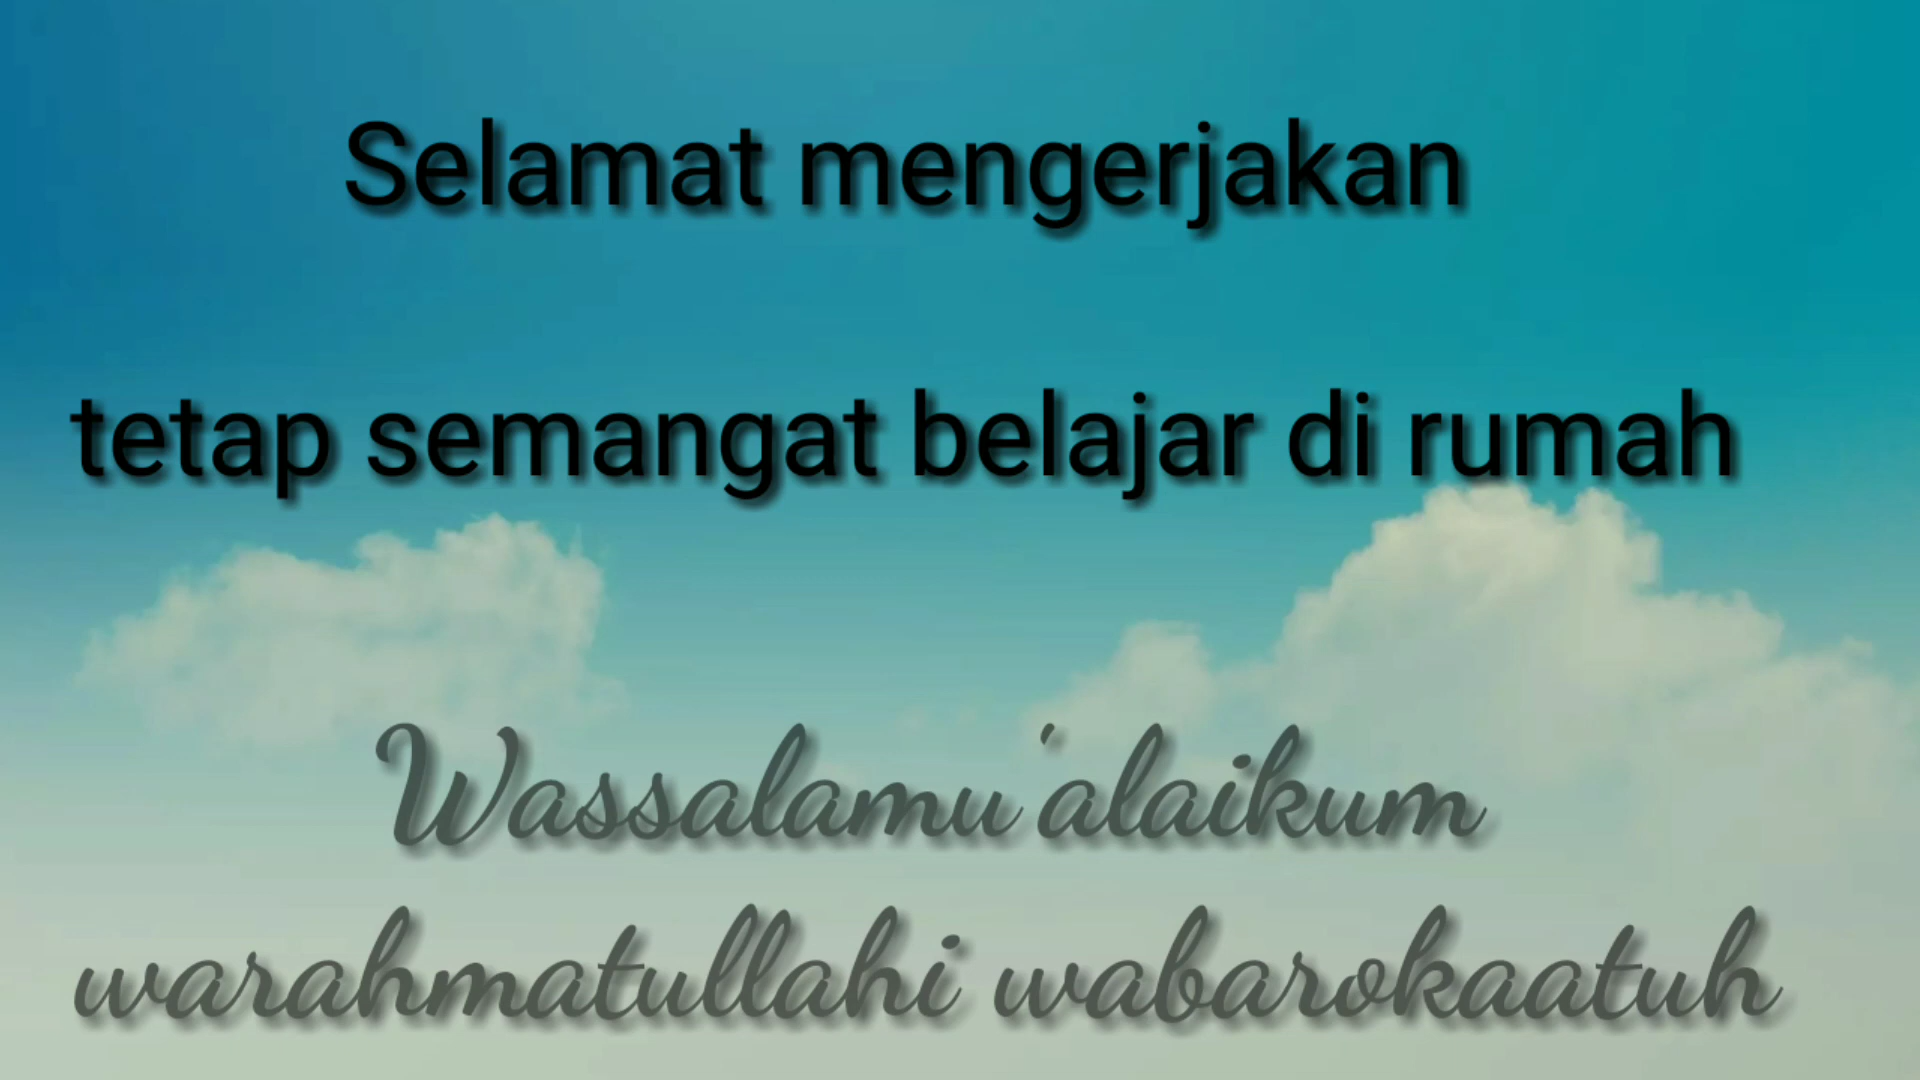 Selamat mengerjakan
tetap semangat belajar di rumah
Wassalamu'alaikum
warahmatullahi wabarokaatuh